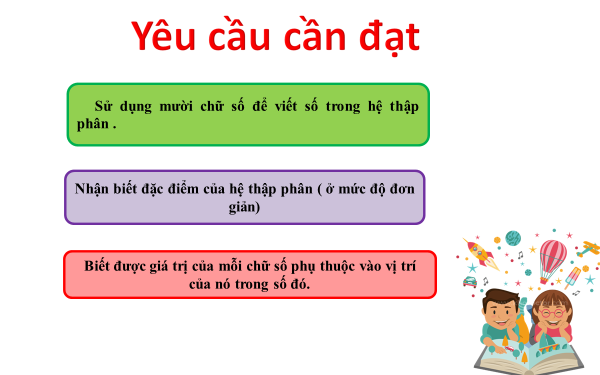 Yêu cầu cần đạt
Sử dụng mười chữ số để viết số trong hệ thập
phân .
Nhận biết đặc điểm của hệ thập phân ( ở mức độ đơn
giản)
Biết được giá trị của mỗi chữ số phụ thuộc vào vị trí
của nó trong số đó.